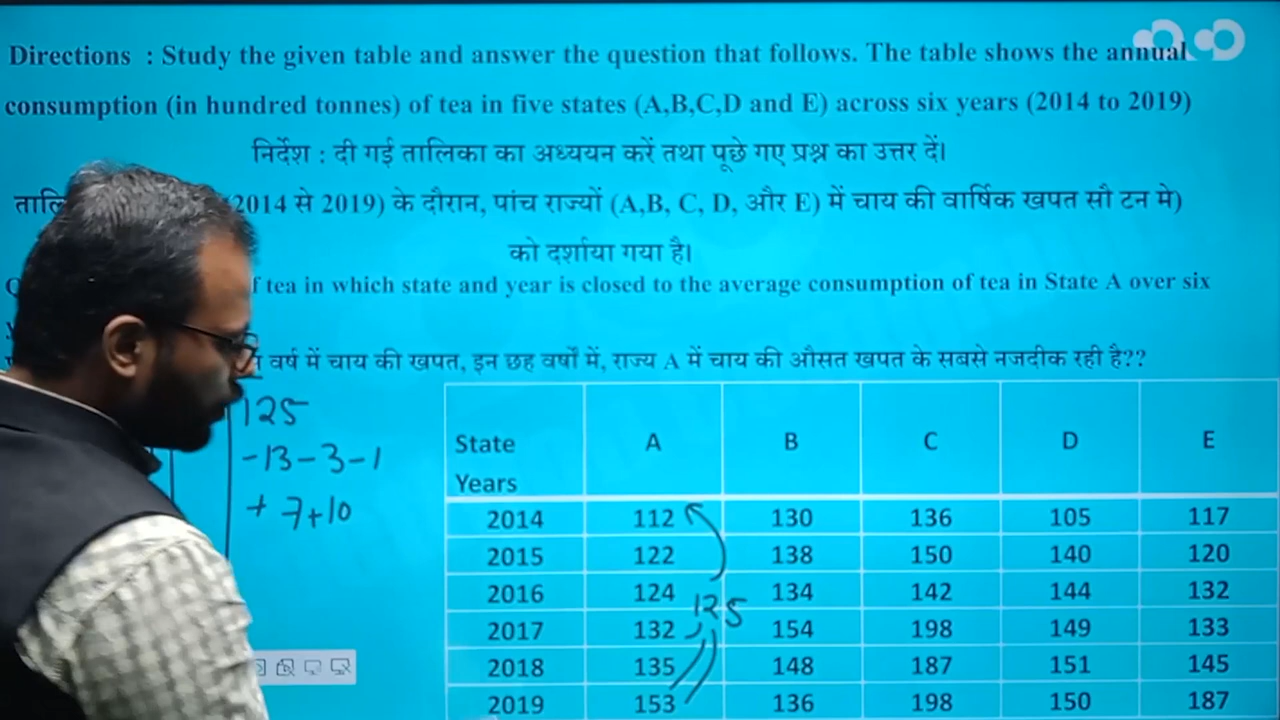 Directions : Study the given table and answer the question that follows. The table shows the annual
consumption (in hundred tonnes) of tea in five states (A,B,C,D and E) across six years (2014 to 2019)
निर्देश : दी गई तालिका का अध्ययन करें तथा पूछे गए प्रश्न का उत्तर दें।
2014 से 2019) के दौरान, पांच राज्यों (A,B, C, D, और E) में चाय की वार्षिक खपत सौ टन मे)
को दर्शाया गया है।
f tea in which state and year is closed to the average consumption of tea in State A over six
वर्ष में चाय की खपत, इन छह वर्षों में, राज्य A में चाय की औसत खपत के सबसे नजदीक रही है??
125
-13-3-1
+ 7+10
State Years A B C D E
2014 112 130 136 105 117
2015 122 138 150 140 120
2016 124 134 142 144 132
125
2017 132 154 198 149 133
2018 135 148 187 151 145
2019 153 136 198 150 187